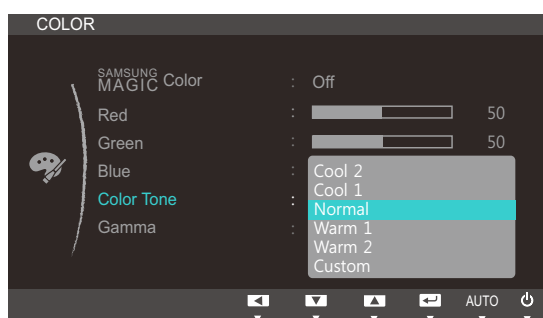 COLOR
SAMSUNG
MAGIC Color : Off
Red : 50
Green : 50
Blue :
Color Tone :
Gamma :
Cool 2
Cool 1
Normal
Warm 1
Warm 2
Custom
AUTO